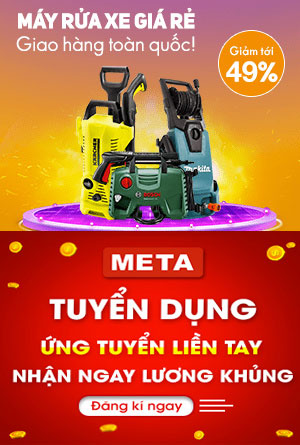 MÁY RỬA XE GIÁ RẺ
Giao hàng toàn quốc!
Giảm tới
49%
KARCHER
BOSCH
makita
META
TUYỂN DỤNG
ỨNG TUYỂN LIỀN TAY
NHẬN NGAY LƯƠNG KHỦNG
Đăng kí ngay